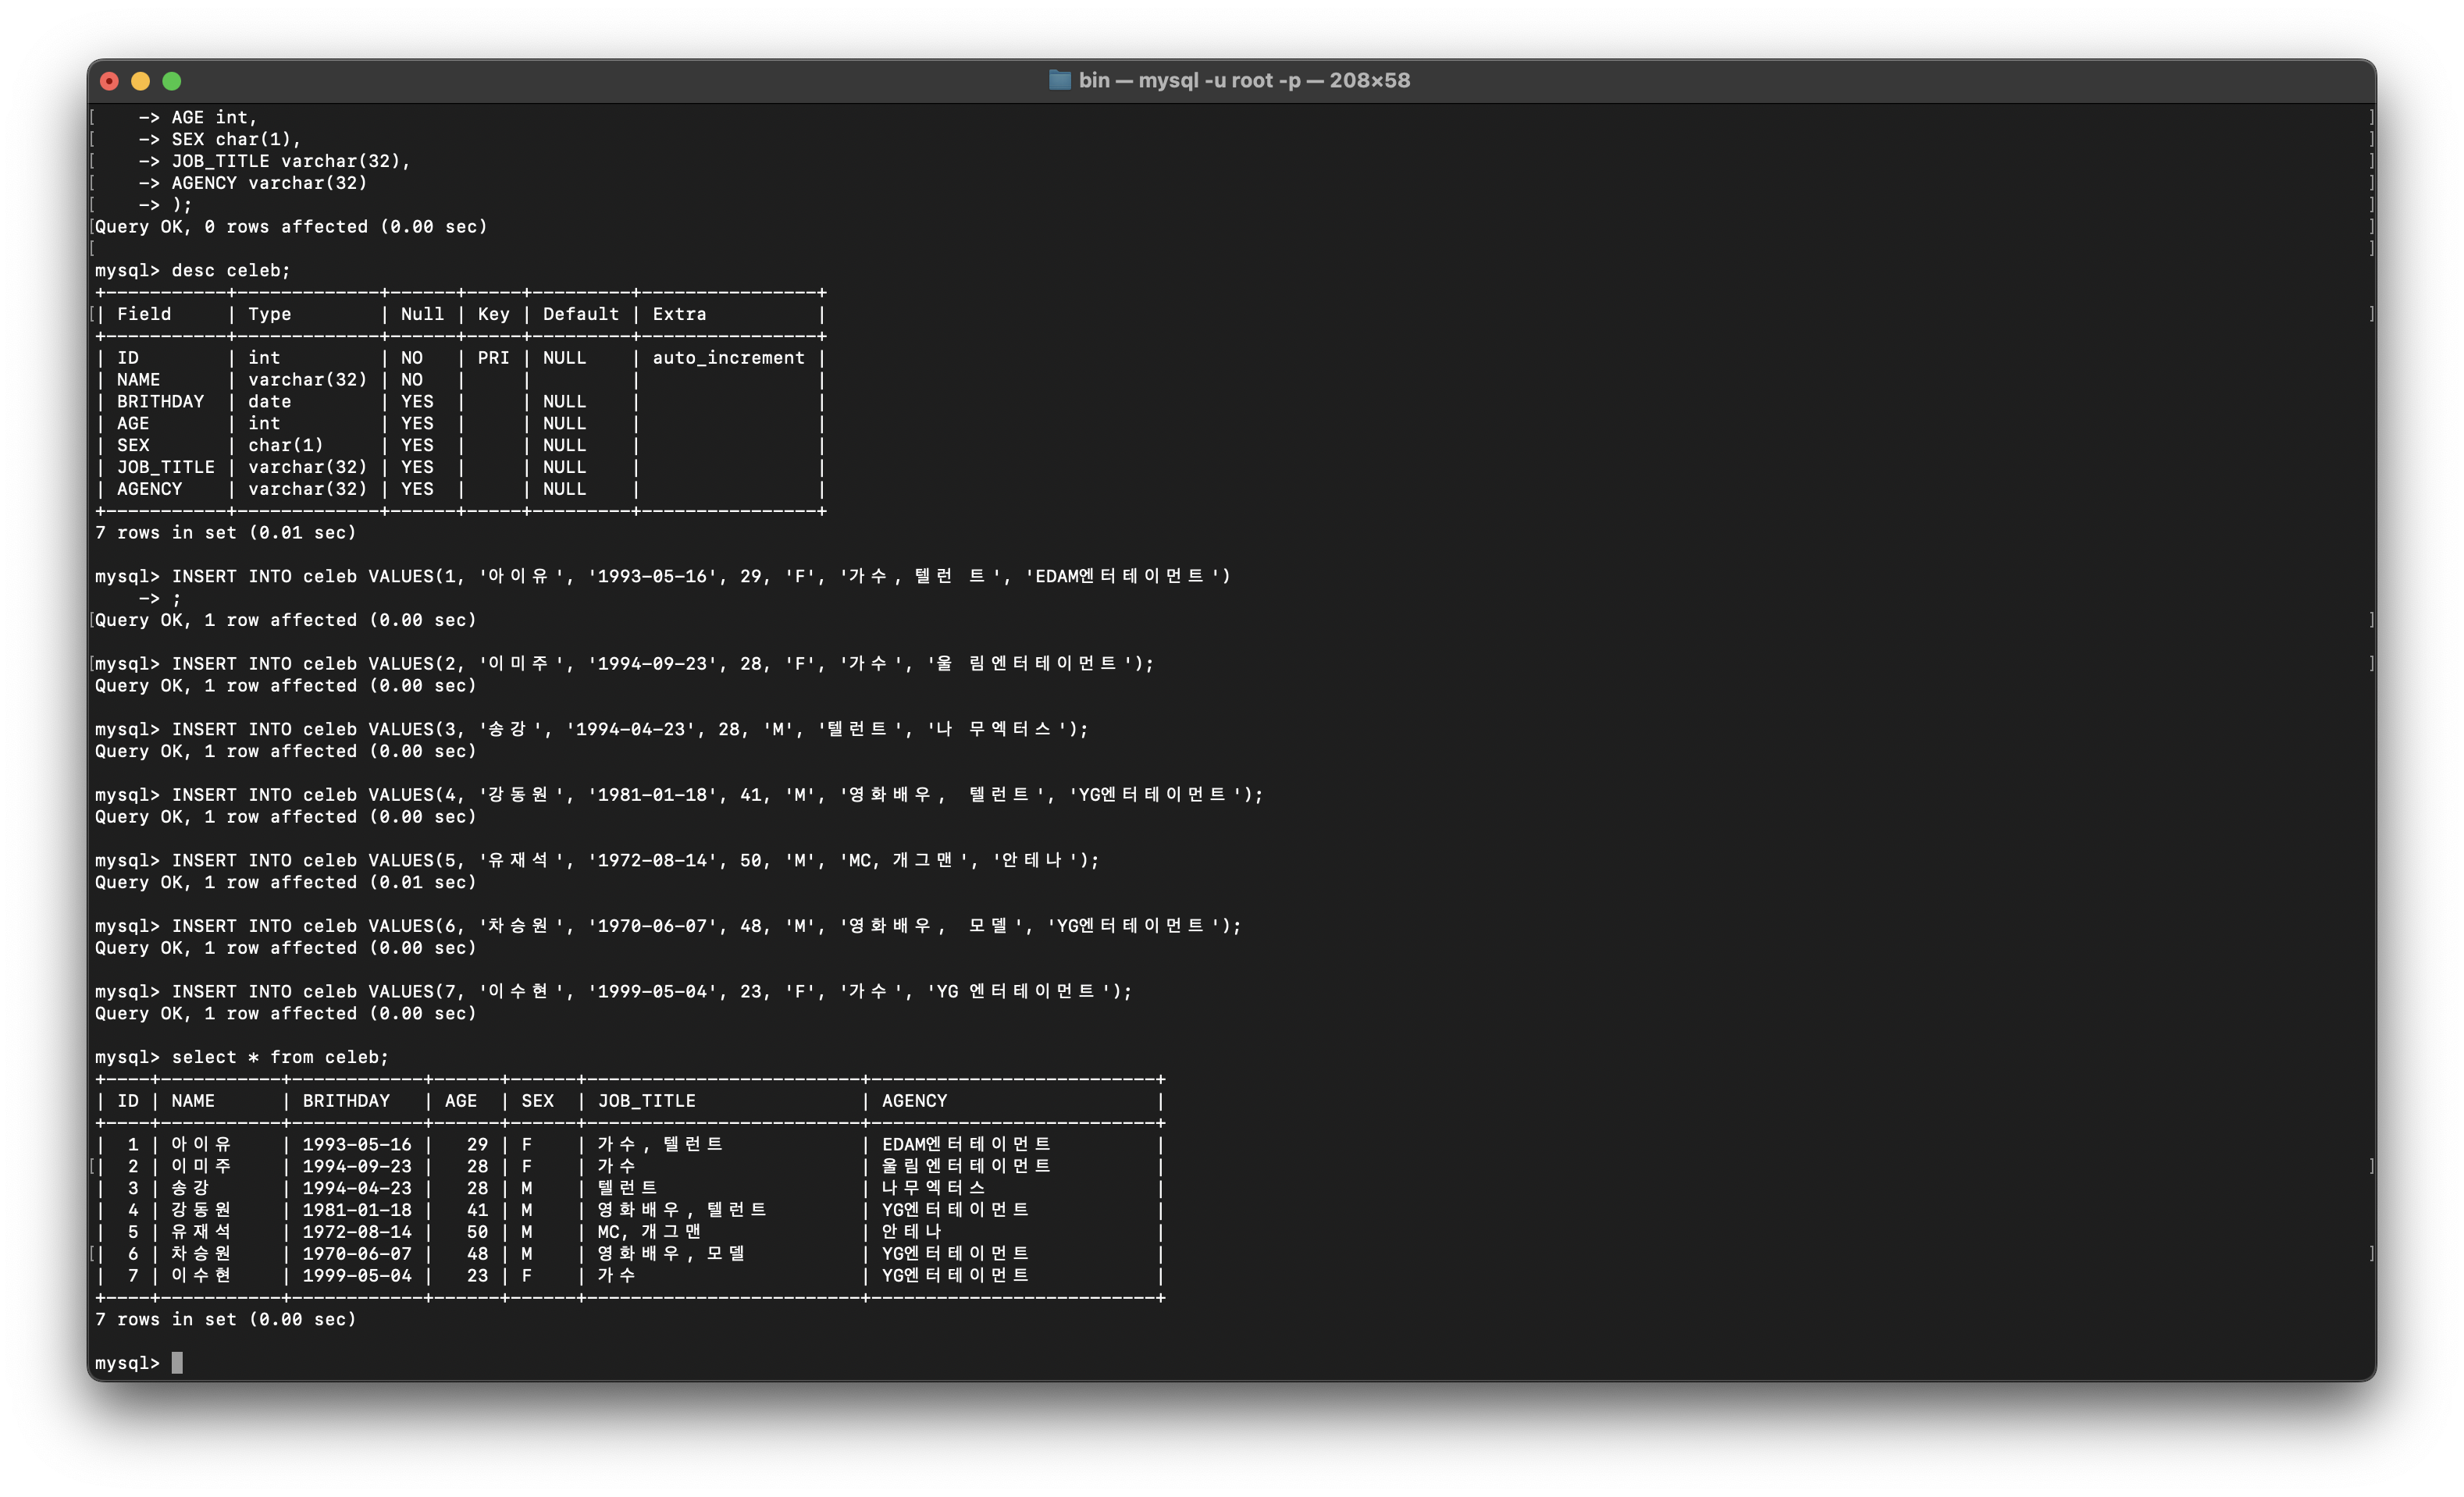 bin — mysql -u root -p — 208×58
[    -> AGE int,    ]
[    -> SEX char(1),    ]
[    -> JOB_TITLE varchar(32),    ]
[    -> AGENCY varchar(32)    ]
[    -> );    ]
[Query OK, 0 rows affected (0.00 sec)    ]
[    ]
mysql> desc celeb;
+-----------+-------------+------+-----+---------+----------------+
[| Field     | Type        | Null | Key | Default | Extra          |    ]
+-----------+-------------+------+-----+---------+----------------+
| ID        | int         | NO   | PRI | NULL    | auto_increment |
| NAME      | varchar(32) | NO   |     |         |                |
| BRITHDAY  | date        | YES  |     | NULL    |                |
| AGE       | int         | YES  |     | NULL    |                |
| SEX       | char(1)     | YES  |     | NULL    |                |
| JOB_TITLE | varchar(32) | YES  |     | NULL    |                |
| AGENCY    | varchar(32) | YES  |     | NULL    |                |
+-----------+-------------+------+-----+---------+----------------+
7 rows in set (0.01 sec)
mysql> INSERT INTO celeb VALUES(1, '아이유', '1993-05-16', 29, 'F', '가수, 텔런 트', 'EDAM엔터테이먼트')
    -> ;
[Query OK, 1 row affected (0.00 sec)    ]
[mysql> INSERT INTO celeb VALUES(2, '이미주', '1994-09-23', 28, 'F', '가수', '울 림엔터테이먼트');    ]
Query OK, 1 row affected (0.00 sec)
mysql> INSERT INTO celeb VALUES(3, '송강', '1994-04-23', 28, 'M', '텔런트', '나 무엑터스');
Query OK, 1 row affected (0.00 sec)
mysql> INSERT INTO celeb VALUES(4, '강동원', '1981-01-18', 41, 'M', '영화배우, 텔런트', 'YG엔터테이먼트');
Query OK, 1 row affected (0.00 sec)
mysql> INSERT INTO celeb VALUES(5, '유재석', '1972-08-14', 50, 'M', 'MC, 개그맨', '안테나');
Query OK, 1 row affected (0.01 sec)
mysql> INSERT INTO celeb VALUES(6, '차승원', '1970-06-07', 48, 'M', '영화배우, 모델', 'YG엔터테이먼트');
Query OK, 1 row affected (0.00 sec)
mysql> INSERT INTO celeb VALUES(7, '이수현', '1999-05-04', 23, 'F', '가수', 'YG 엔터테이먼트');
Query OK, 1 row affected (0.00 sec)
mysql> select * from celeb;
+----+-----------+------------+------+------+-------------------------+--------------------------+
| ID | NAME      | BRITHDAY   | AGE  | SEX  | JOB_TITLE               | AGENCY                   |
+----+-----------+------------+------+------+-------------------------+--------------------------+
|  1 | 아이유    | 1993-05-16 |   29 | F    | 가수, 텔런트            | EDAM엔터테이먼트         |
[|  2 | 이미주    | 1994-09-23 |   28 | F    | 가수                    | 울림엔터테이먼트         |    ]
|  3 | 송강      | 1994-04-23 |   28 | M    | 텔런트                  | 나무엑터스               |
|  4 | 강동원    | 1981-01-18 |   41 | M    | 영화배우, 텔런트        | YG엔터테이먼트           |
|  5 | 유재석    | 1972-08-14 |   50 | M    | MC, 개그맨              | 안테나                   |
[|  6 | 차승원    | 1970-06-07 |   48 | M    | 영화배우, 모델          | YG엔터테이먼트           |    ]
|  7 | 이수현    | 1999-05-04 |   23 | F    | 가수                    | YG엔터테이먼트           |
+----+-----------+------------+------+------+-------------------------+--------------------------+
7 rows in set (0.00 sec)
mysql>